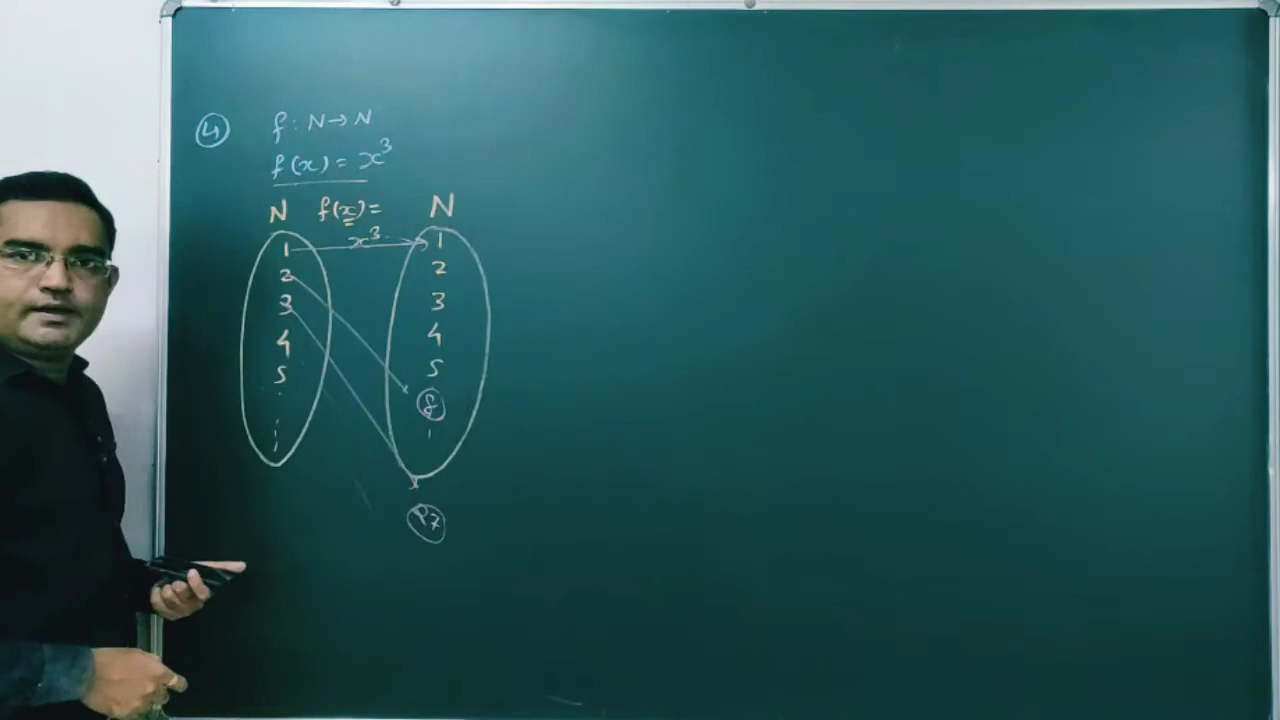 4 f : N → N
f(x) = x³
N f(x) = N
x³
1 1
2 2
3 3
4 4
5 5
8
27